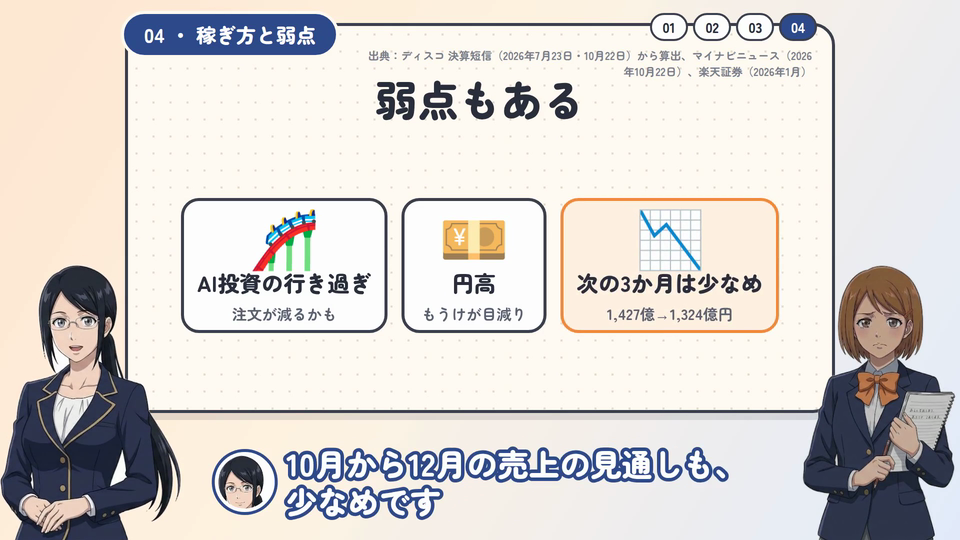 04 ・ 稼ぎ方と弱点
01 02 03 04
出典：ディスコ 決算短信（2026年7月23日・10月22日）から算出、マイナビニュース（2026
年10月22日）、楽天証券（2026年1月）
弱点もある
AI投資の行き過ぎ
注文が減るかも
¥
円高
もうけが目減り
次の3か月は少なめ
1,427億→1,324億円
10月から12月の売上の見通しも、
少なめです